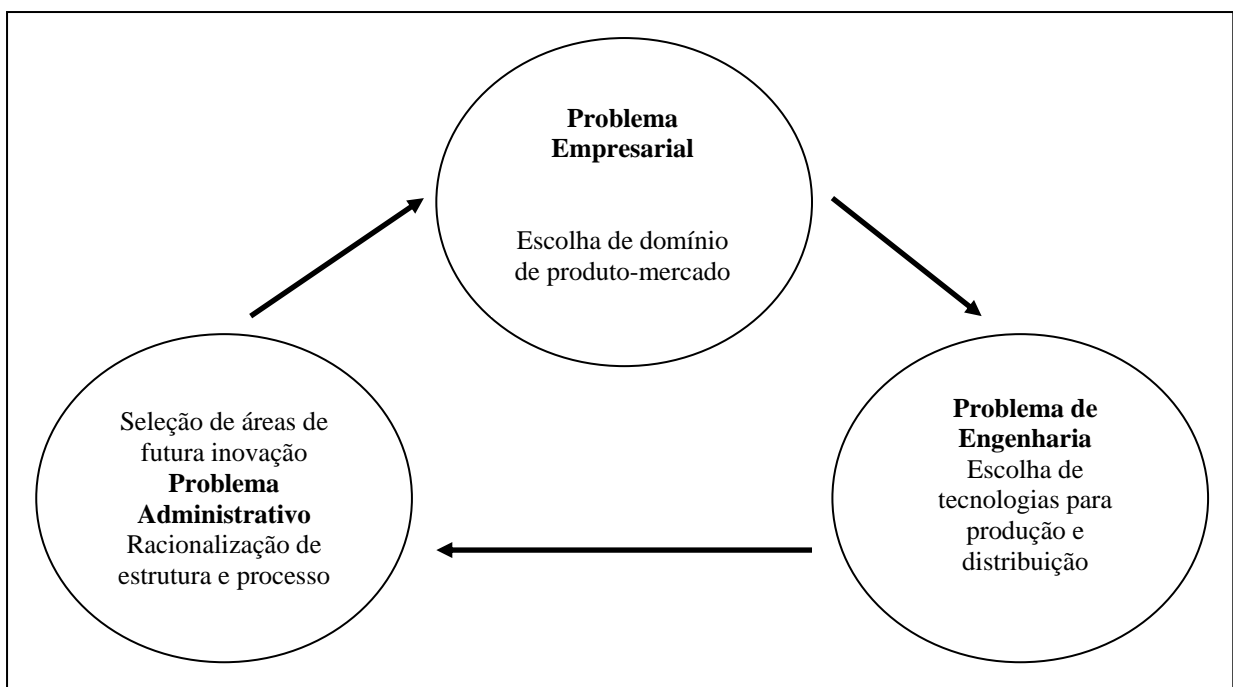 Problema
Empresarial
Escolha de domínio
de produto-mercado
Seleção de áreas de
futura inovação
Problema
Administrativo
Racionalização de
estrutura e processo
Problema de
Engenharia
Escolha de
tecnologias para
produção e
distribuição